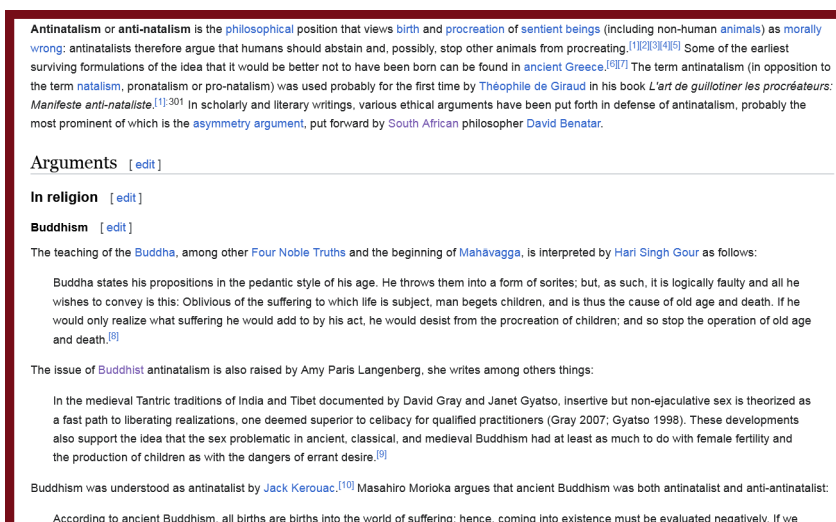 Antinatalism or anti-natalism is the philosophical position that views birth and procreation of sentient beings (including non-human animals) as morally
wrong: antinatalists therefore argue that humans should abstain and, possibly, stop other animals from procreating.[1][2][3][4][5] Some of the earliest
surviving formulations of the idea that it would be better not to have been born can be found in ancient Greece.[6][7] The term antinatalism (in opposition to
the term natalism, pronatalism or pro-natalism) was used probably for the first time by Théophile de Giraud in his book L'art de guillotiner les procréateurs:
Manifeste anti-nataliste.[1]:301 In scholarly and literary writings, various ethical arguments have been put forth in defense of antinatalism, probably the
most prominent of which is the asymmetry argument, put forward by South African philosopher David Benatar.
Arguments [ edit ]
In religion [ edit ]
Buddhism [ edit ]
The teaching of the Buddha, among other Four Noble Truths and the beginning of Mahāvagga, is interpreted by Hari Singh Gour as follows:
Buddha states his propositions in the pedantic style of his age. He throws them into a form of sorites; but, as such, it is logically faulty and all he
wishes to convey is this: Oblivious of the suffering to which life is subject, man begets children, and is thus the cause of old age and death. If he
would only realize what suffering he would add to by his act, he would desist from the procreation of children; and so stop the operation of old age
and death.[8]
The issue of Buddhist antinatalism is also raised by Amy Paris Langenberg, she writes among others things:
In the medieval Tantric traditions of India and Tibet documented by David Gray and Janet Gyatso, insertive but non-ejaculative sex is theorized as
a fast path to liberating realizations, one deemed superior to celibacy for qualified practitioners (Gray 2007; Gyatso 1998). These developments
also support the idea that the sex problematic in ancient, classical, and medieval Buddhism had at least as much to do with female fertility and
the production of children as with the dangers of errant desire.[9]
Buddhism was understood as antinatalist by Jack Kerouac.[10] Masahiro Morioka argues that ancient Buddhism was both antinatalist and anti-antinatalist:
According to ancient Buddhism, all births are births into the world of suffering; hence, coming into existence must be evaluated negatively. If we